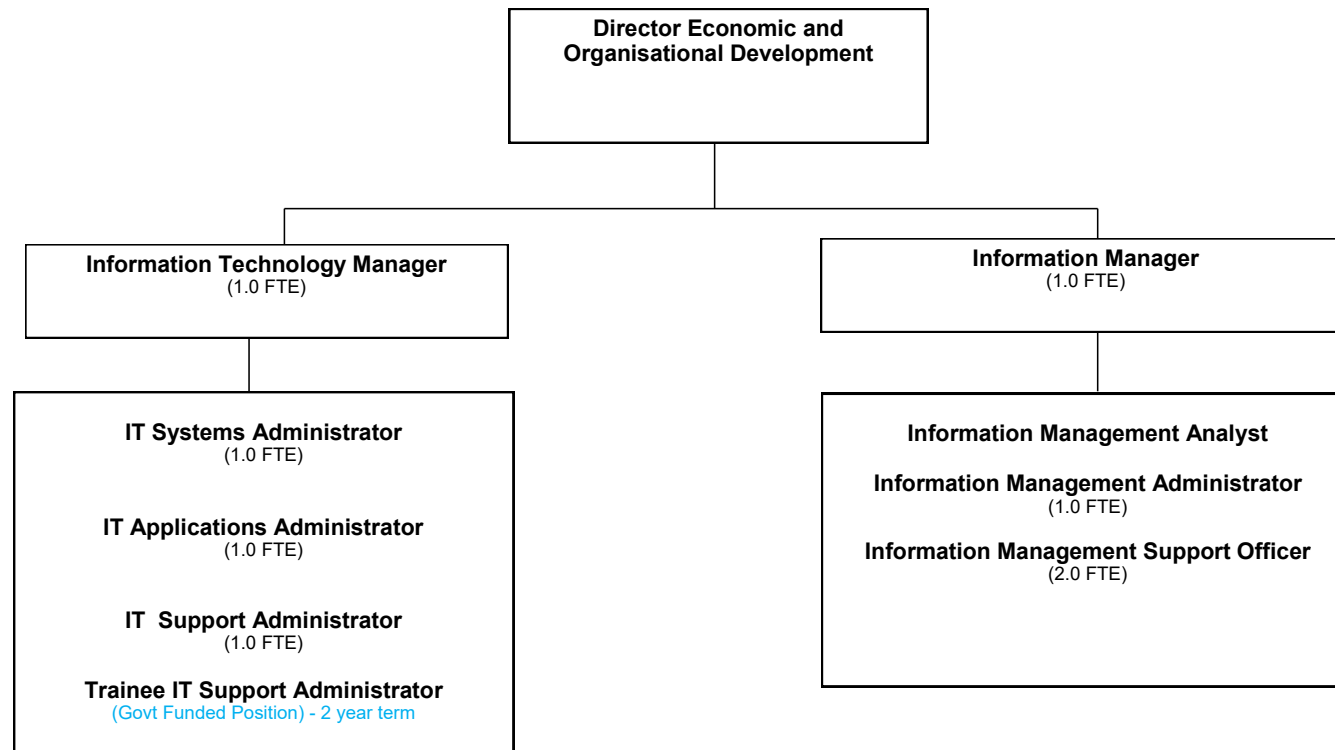 Director Economic and
Organisational Development
Information Technology Manager
(1.0 FTE)
Information Manager
(1.0 FTE)
IT Systems Administrator
(1.0 FTE)
IT Applications Administrator
(1.0 FTE)
IT  Support Administrator
(1.0 FTE)
Trainee IT Support Administrator
(Govt Funded Position) - 2 year term
Information Management Analyst
Information Management Administrator
(1.0 FTE)
Information Management Support Officer
(2.0 FTE)